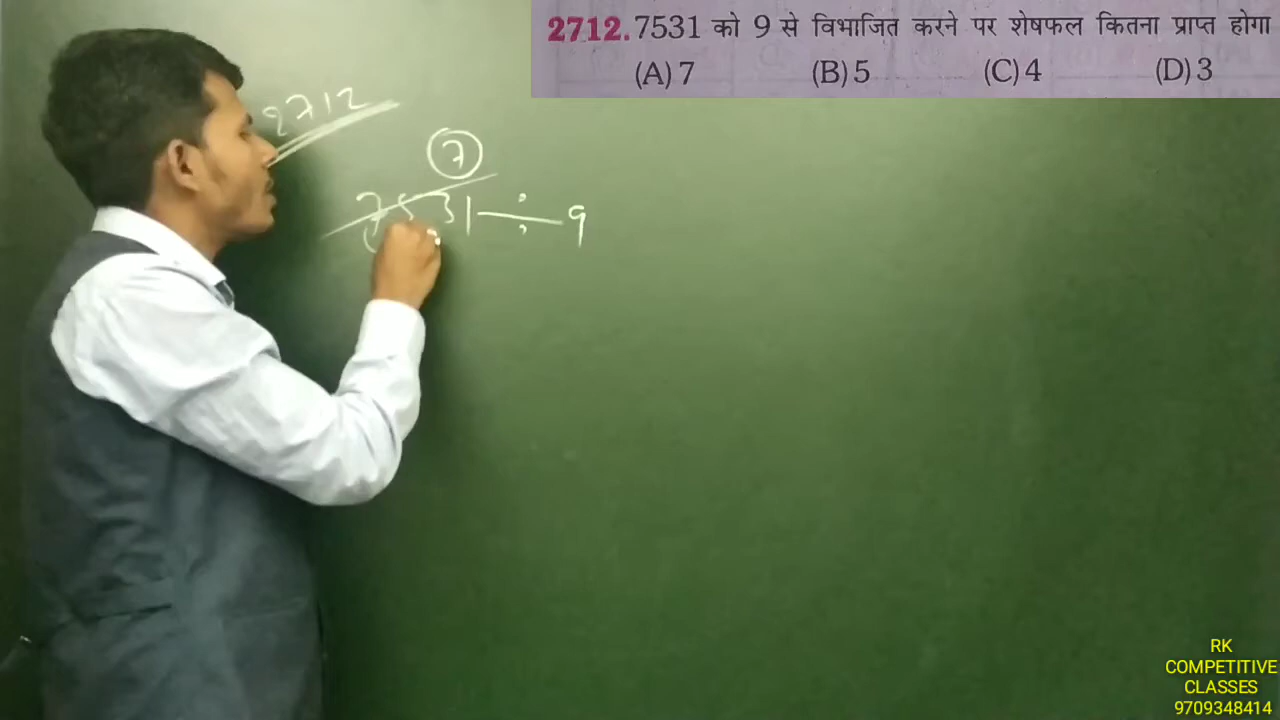 2712. 7531 को 9 से विभाजित करने पर शेषफल कितना प्राप्त होगा
(A) 7 (B) 5 (C) 4 (D) 3
2712
7
7531 ÷ 9
RK
COMPETITIVE
CLASSES
9709348414